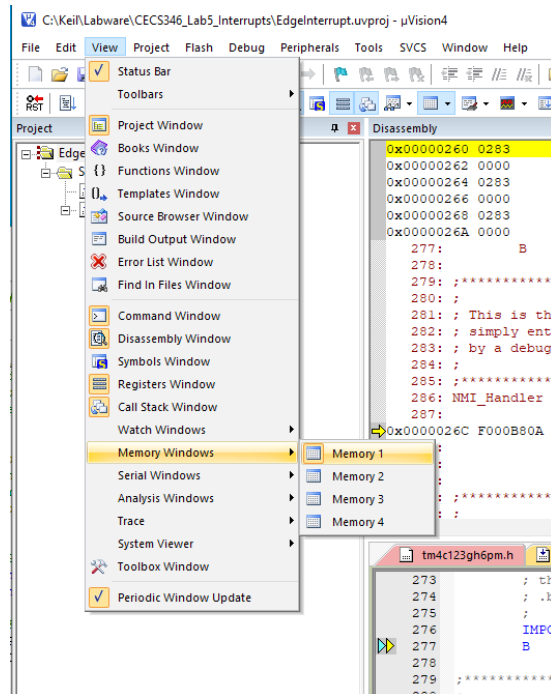 C:\Keil\Labware\CECS346_Lab5_Interrupts\EdgeInterrupt.uvproj - µVision4
File Edit View Project Flash Debug Peripherals Tools SVCS Window Help
Status Bar
Toolbars
RST
Project
Edge
S
Project Window
Books Window
Functions Window
Templates Window
Source Browser Window
Build Output Window
Error List Window
Find In Files Window
Command Window
Disassembly Window
Symbols Window
Registers Window
Call Stack Window
Watch Windows
Memory Windows
Serial Windows
Analysis Windows
Trace
System Viewer
Toolbox Window
Periodic Window Update
Memory 1
Memory 2
Memory 3
Memory 4
Disassembly
0x00000260 0283
0x00000262 0000
0x00000264 0283
0x00000266 0000
0x00000268 0283
0x0000026A 0000
277: B
278:
279: ;************
280: ;
281: ; This is th
282: ; simply ent
283: ; by a debug
284: ;
285: ;************
286: NMI_Handler
287:
0x0000026C F000B80A
:
:
: ;************
: ;
tm4c123gh6pm.h
273 ; th
274 ; .b
275 ;
276 IMPO
277 B
278
279 ;************